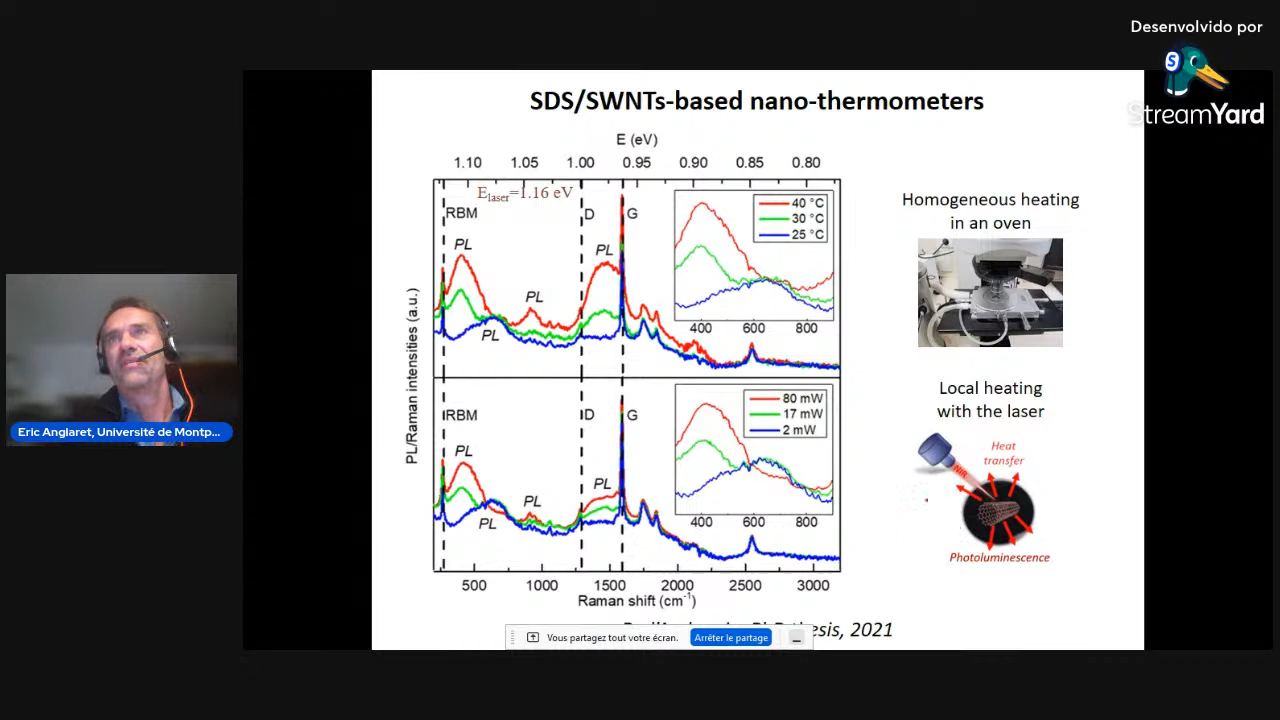 Desenvolvido por
S
StreamYard
SDS/SWNTs-based nano-thermometers
E (eV)
1.10 1.05 1.00 0.95 0.90 0.85 0.80
E laser=1.16 eV
RBM
D
G
PL
PL
PL
PL
40 °C
30 °C
25 °C
400 600 800
RBM
D
G
PL
PL
PL
PL
80 mW
17 mW
2 mW
400 600 800
PL/Raman intensities (a.u.)
500 1000 1500 2000 2500 3000
Raman shift (cm⁻¹)
Homogeneous heating
in an oven
Local heating
with the laser
Heat
transfer
Photoluminescence
Eric Anglaret, Université de Montp...
esis, 2021
Vous partagez tout votre écran. Arrêter le partage